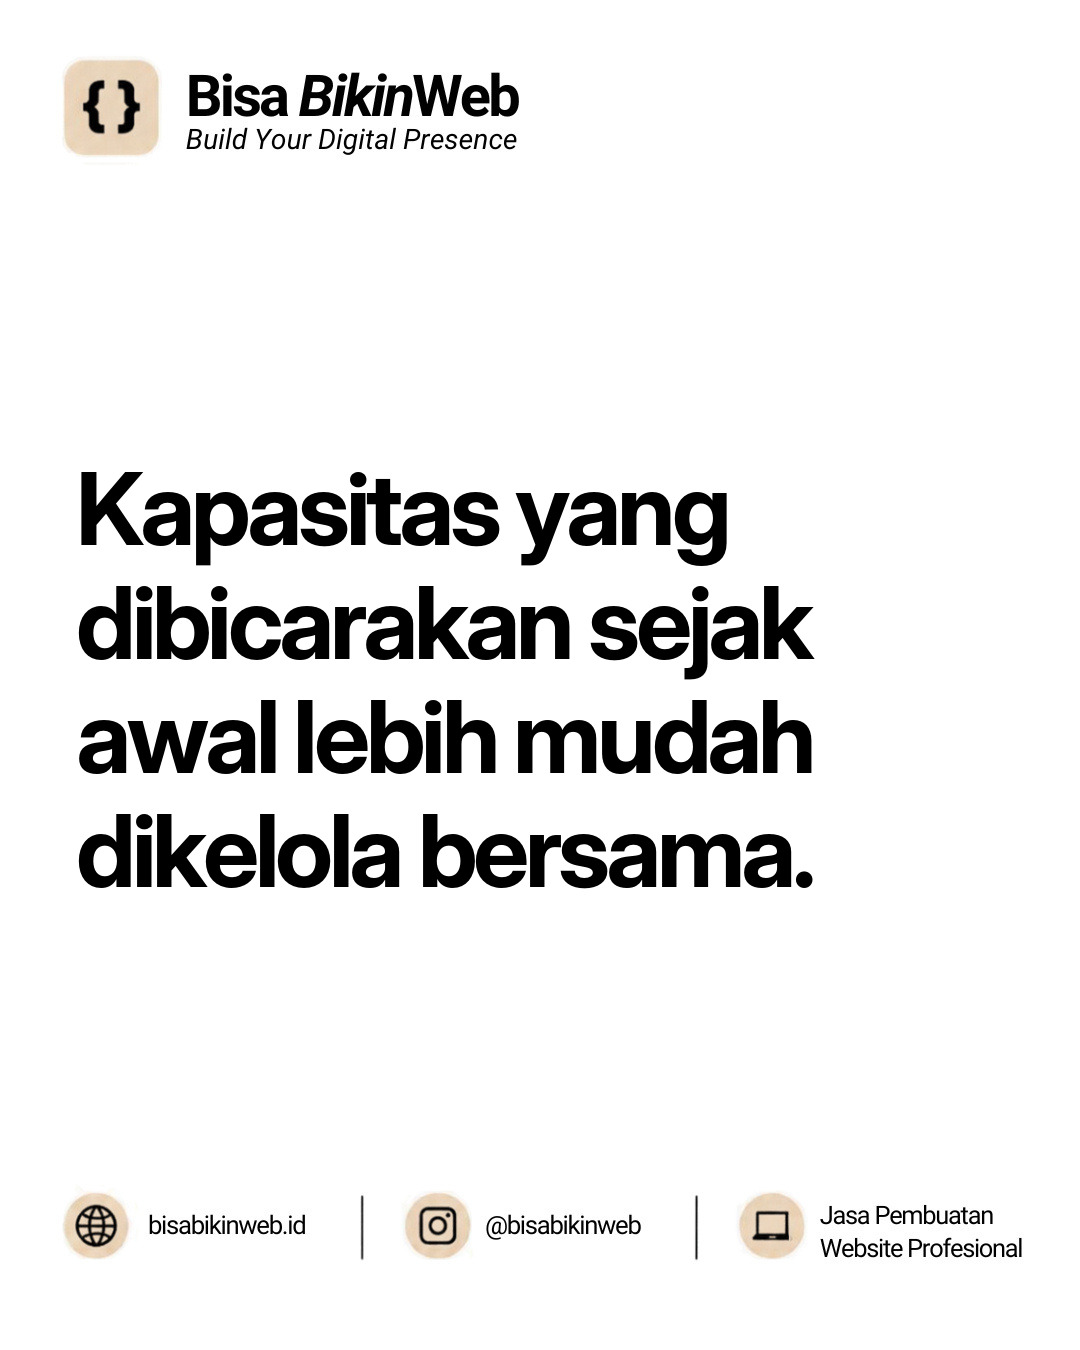 { }
Bisa BikinWeb
Build Your Digital Presence
Kapasitas yang
dibicarakan sejak
awal lebih mudah
dikelola bersama.
bisabikinweb.id
@bisabikinweb
Jasa Pembuatan
Website Profesional